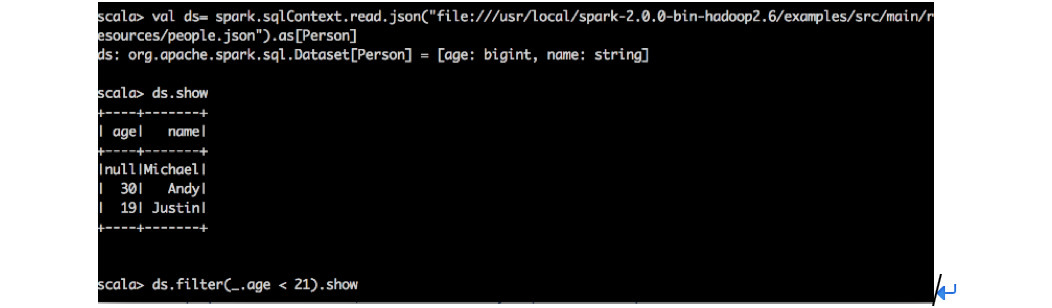 scala> val ds= spark.sqlContext.read.json("file:///usr/local/spark-2.0.0-bin-hadoop2.6/examples/src/main/r
esources/people.json").as[Person]
ds: org.apache.spark.sql.Dataset[Person] = [age: bigint, name: string]
scala> ds.show
+----+-------+
| age|   name|
+----+-------+
|null|Michael|
|  30|   Andy|
|  19| Justin|
+----+-------+
scala> ds.filter(_.age < 21).show